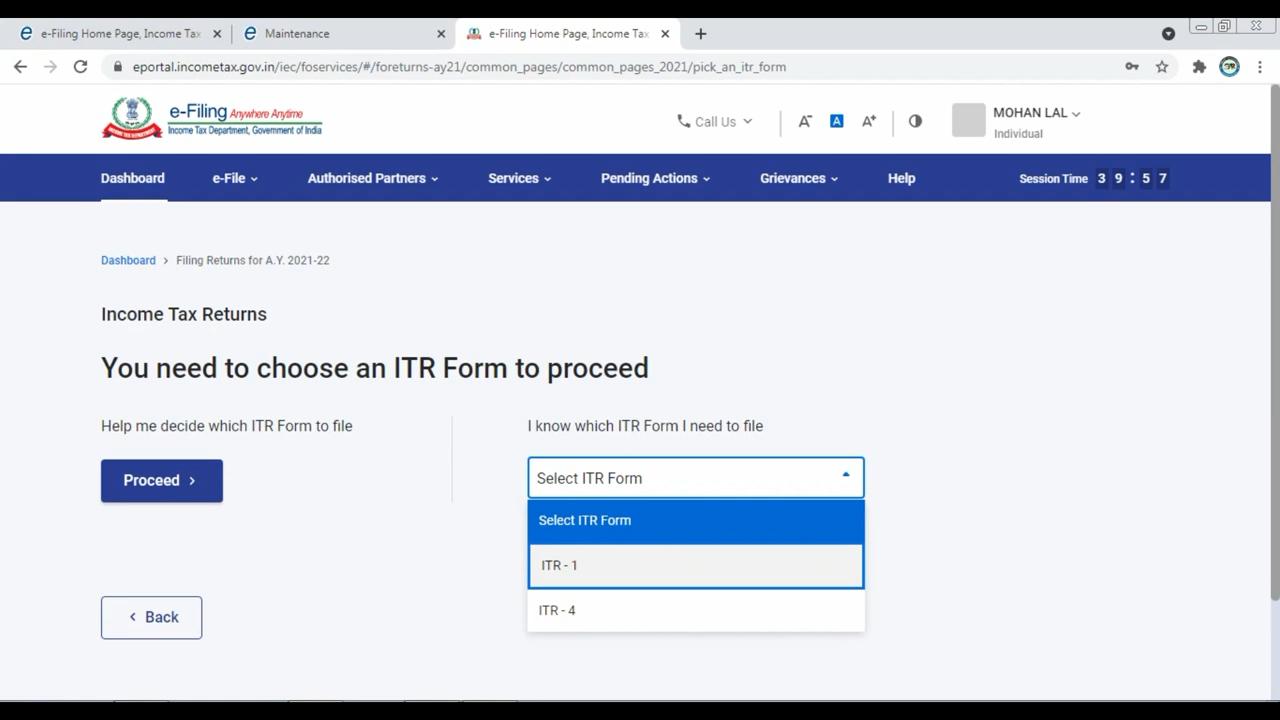 e-Filing Home Page, Income Tax
Maintenance
e-Filing Home Page, Income Tax
eportal.incometax.gov.in/iec/foservices/#/foreturns-ay21/common_pages/common_pages_2021/pick_an_itr_form
e-Filing Anywhere Anytime
Income Tax Department, Government of India
Call Us
A-
A
A+
MOHAN LAL
Individual
Dashboard
e-File
Authorised Partners
Services
Pending Actions
Grievances
Help
Session Time 39:57
Dashboard > Filing Returns for A.Y. 2021-22
Income Tax Returns
You need to choose an ITR Form to proceed
Help me decide which ITR Form to file
Proceed >
I know which ITR Form I need to file
Select ITR Form
Select ITR Form
ITR - 1
ITR - 4
< Back